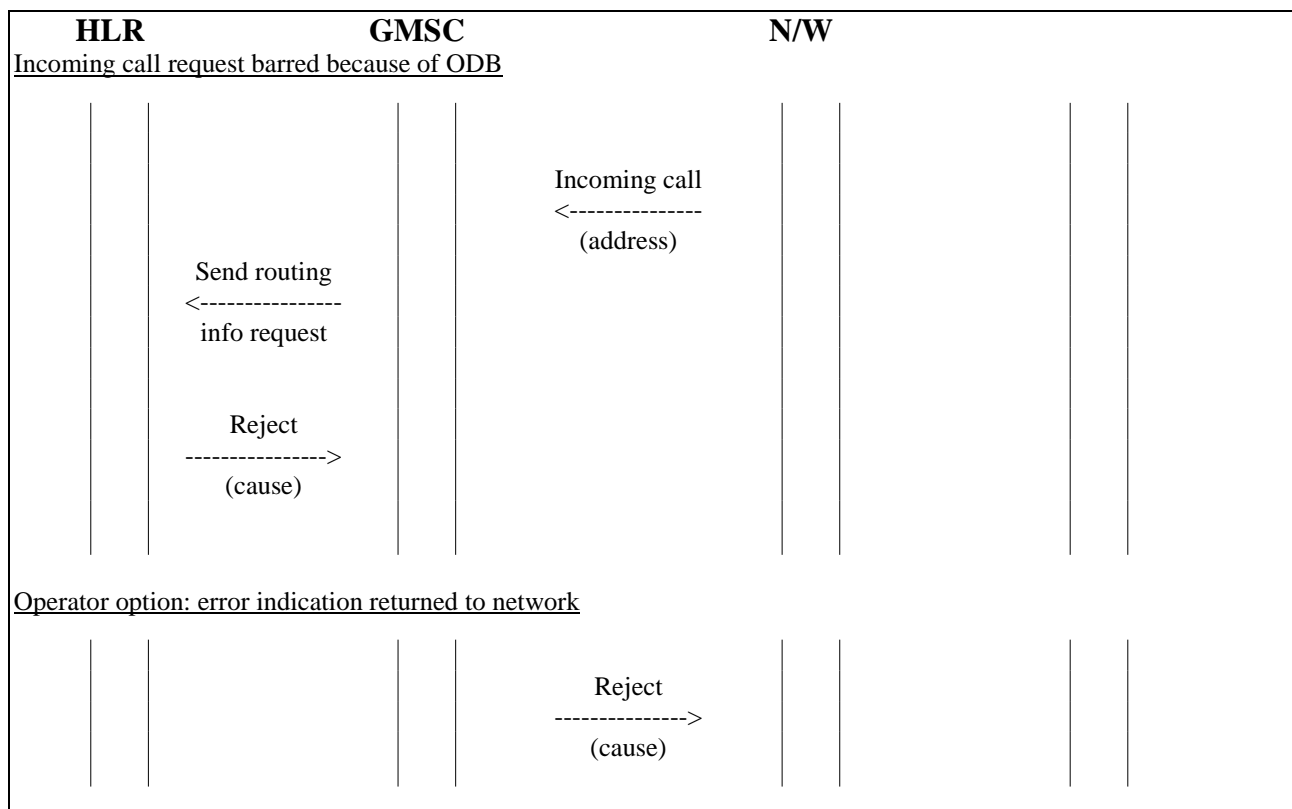 HLR GMSC N/W
Incoming call request barred because of ODB
Incoming call
<---------------
(address)
Send routing
<----------------
info request
Reject
---------------->
(cause)
Operator option: error indication returned to network
Reject
--------------->
(cause)